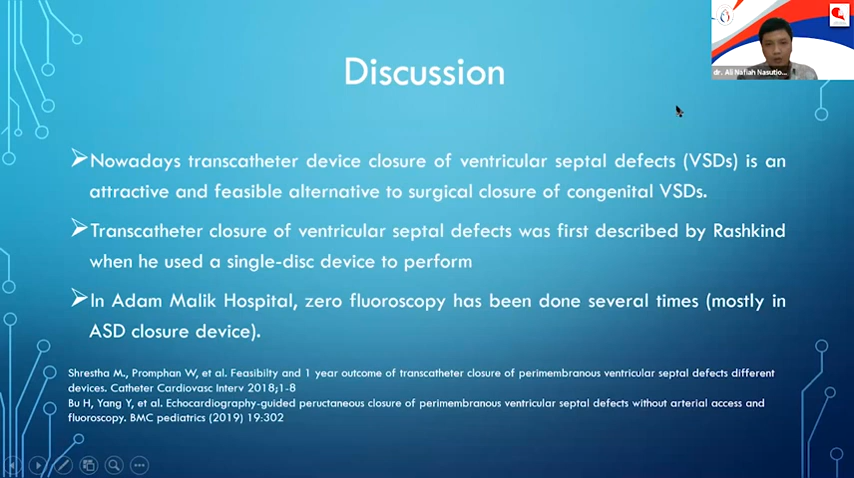 dr. Ali Nafiah Nasutio...
Discussion
Nowadays transcatheter device closure of ventricular septal defects (VSDs) is an
attractive and feasible alternative to surgical closure of congenital VSDs.
Transcatheter closure of ventricular septal defects was first described by Rashkind
when he used a single-disc device to perform
In Adam Malik Hospital, zero fluoroscopy has been done several times (mostly in
ASD closure device).
Shrestha M., Promphan W, et al. Feasibilty and 1 year outcome of transcatheter closure of perimembranous ventricular septal defects different
devices. Catheter Cardiovasc Interv 2018;1-8
Bu H, Yang Y, et al. Echocardiography-guided peructaneous closure of perimembranous ventricular septal defects without arterial access and
fluoroscopy. BMC pediatrics (2019) 19:302